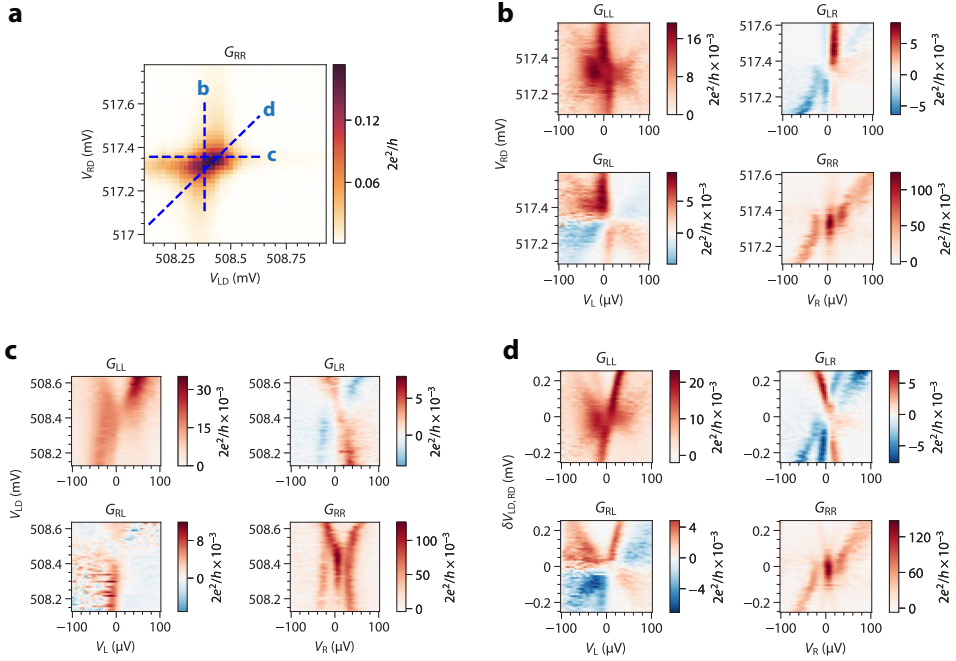 a
G_RR
V_RD (mV)
517.6
517.4
517.2
517
b
d
c
508.25
508.5
508.75
V_LD (mV)
0.12
0.06
2e²/h
b
G_LL
517.4
517.2
−100
0
100
16
8
0
2e²/h × 10⁻³
G_LR
517.6
517.4
517.2
−100
0
100
5
0
−5
2e²/h × 10⁻³
V_RD (mV)
G_RL
517.4
517.2
−100
0
100
V_L (µV)
5
0
2e²/h × 10⁻³
G_RR
517.6
517.4
517.2
−100
0
100
V_R (µV)
100
50
0
2e²/h × 10⁻³
c
G_LL
508.6
508.4
508.2
−100
0
100
30
15
0
2e²/h × 10⁻³
G_LR
508.6
508.4
508.2
−100
0
100
5
0
2e²/h × 10⁻³
V_LD (mV)
G_RL
508.6
508.4
508.2
−100
0
100
V_L (µV)
8
0
2e²/h × 10⁻³
G_RR
508.6
508.4
508.2
−100
0
100
V_R (µV)
100
50
0
2e²/h × 10⁻³
d
G_LL
0.2
0
−0.2
−100
0
100
20
10
0
2e²/h × 10⁻³
G_LR
0.2
0
−0.2
−100
0
100
5
0
−5
2e²/h × 10⁻³
δV_LD, RD (mV)
G_RL
0.2
0
−0.2
−100
0
100
V_L (µV)
4
0
−4
2e²/h × 10⁻³
G_RR
0.2
0
−0.2
−100
0
100
V_R (µV)
120
60
0
2e²/h × 10⁻³